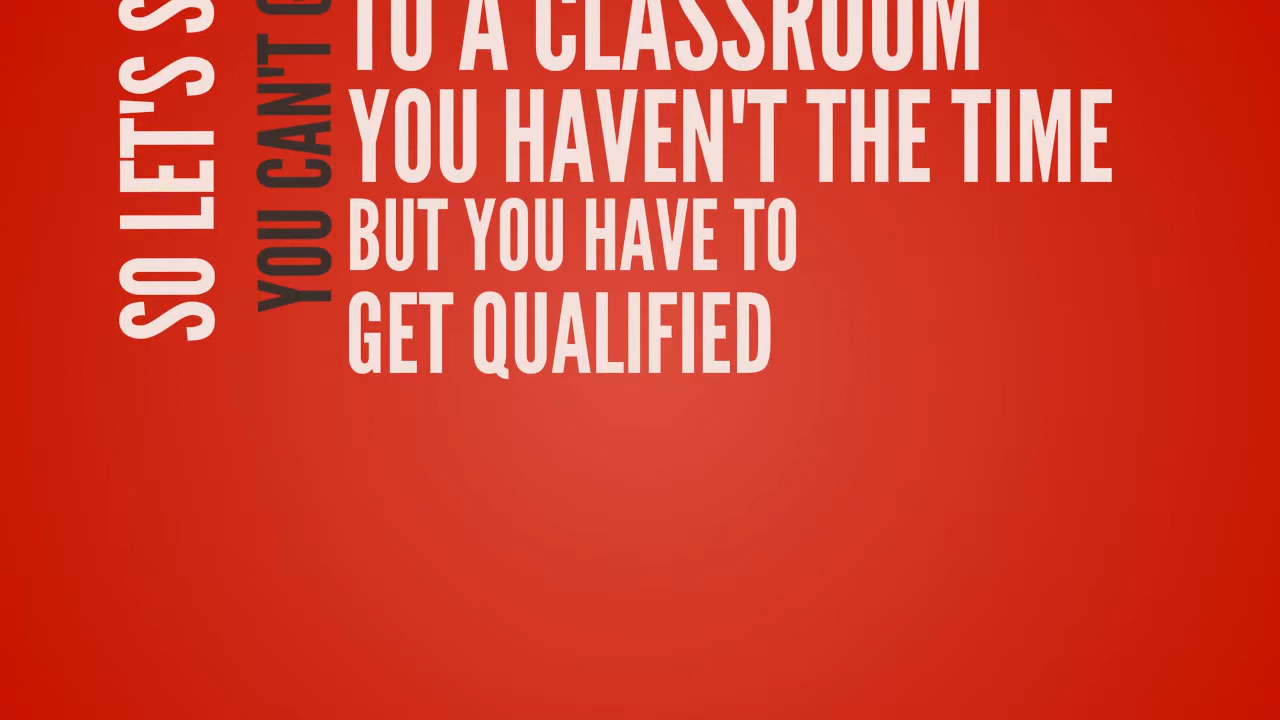 SO LET'S
YOU CAN'T
TO A CLASSROOM
YOU HAVEN'T THE TIME
BUT YOU HAVE TO
GET QUALIFIED